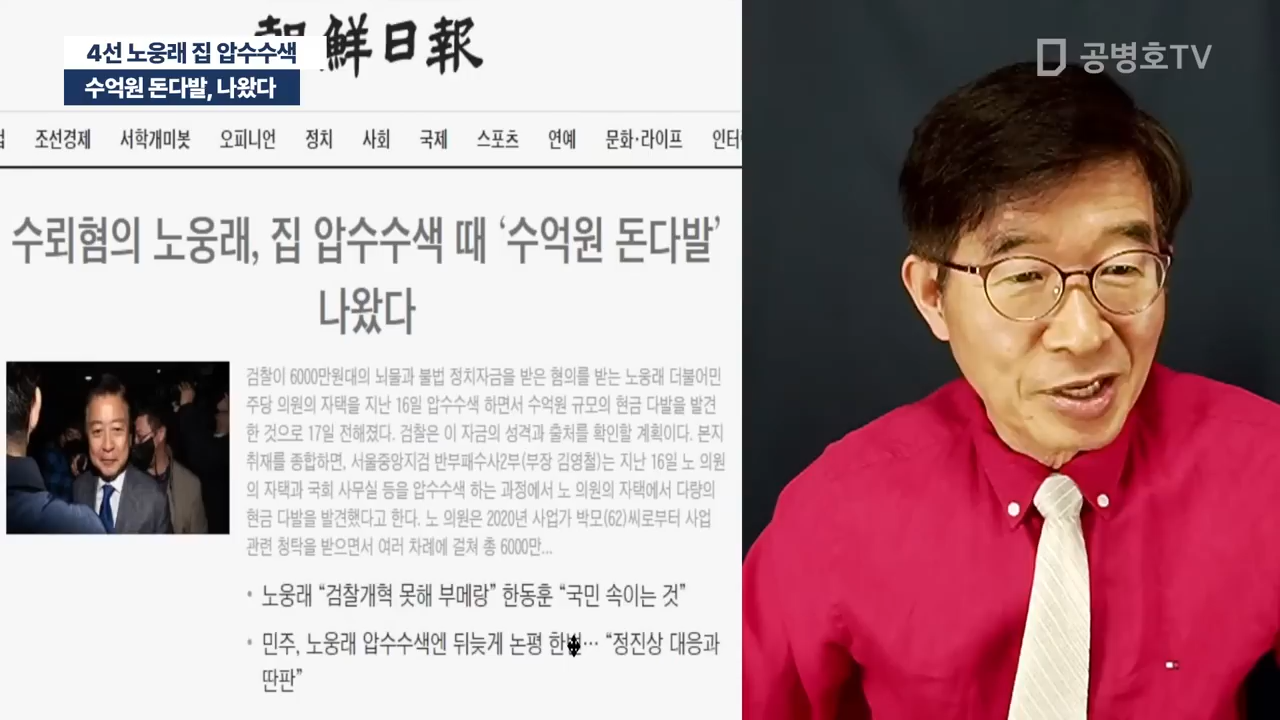 4선 노웅래 집 압수수색
수억원 돈다발, 나왔다
鮮日報
공병호TV
조선경제 서학개미봇 오피니언 정치 사회 국제 스포츠 연예 문화·라이프
수뢰혐의 노웅래, 집 압수수색 때 ‘수억원 돈다발’
나왔다
검찰이 6000만원대의 뇌물과 불법 정치자금을 받은 혐의를 받는 노웅래 더불어민
주당 의원의 자택을 지난 16일 압수수색 하면서 수억원 규모의 현금 다발을 발견
한 것으로 17일 전해졌다. 검찰은 이 자금의 성격과 출처를 확인할 계획이다. 본지
취재를 종합하면, 서울중앙지검 반부패수사2부(부장 김영철)는 지난 16일 노 의원
의 자택과 국회 사무실 등을 압수수색 하는 과정에서 노 의원의 자택에서 다량의
현금 다발을 발견했다고 한다. 노 의원은 2020년 사업가 박모(62)씨로부터 사업
관련 청탁을 받으면서 여러 차례에 걸쳐 총 6000만...
• 노웅래 “검찰개혁 못해 부메랑” 한동훈 “국민 속이는 것”
• 민주, 노웅래 압수수색엔 뒤늦게 논평 … “정진상 대응과
딴판”